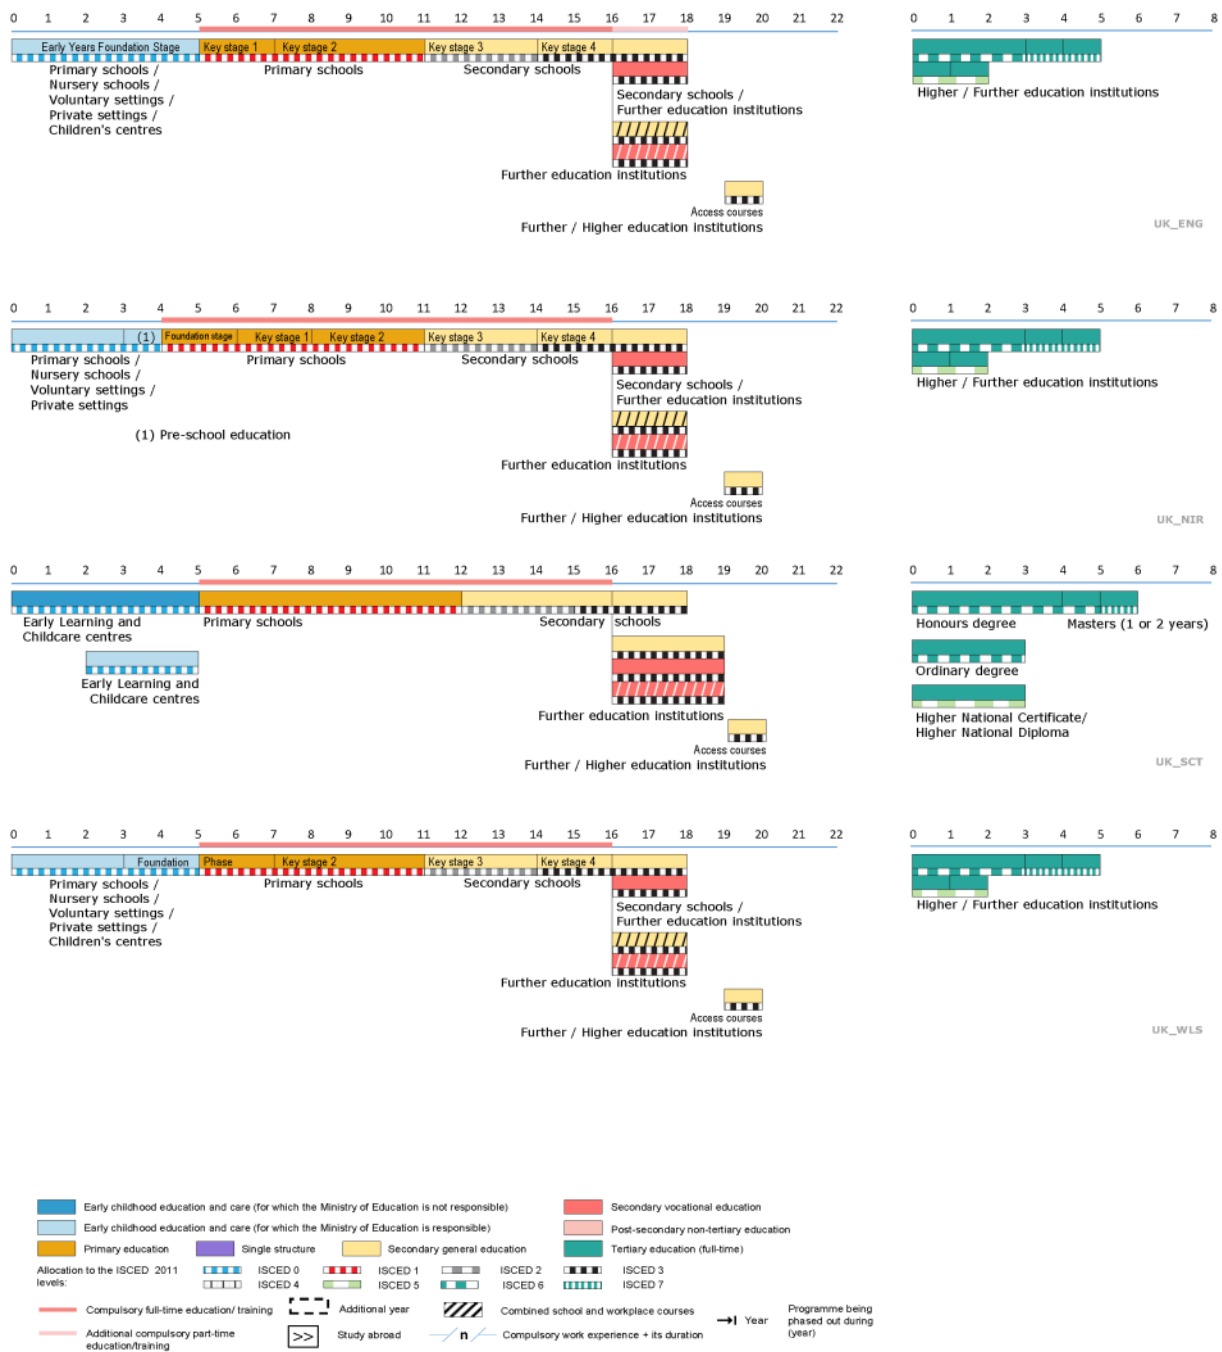 0 1 2 3 4 5 6 7 8 9 10 11 12 13 14 15 16 17 18 19 20 21 22 0 1 2 3 4 5 6 7 8
Early Years Foundation Stage Key stage 1 Key stage 2 Key stage 3 Key stage 4
Primary schools / Primary schools Secondary schools
Nursery schools /
Voluntary settings /
Private settings /
Children's centres
Secondary schools /
Further education institutions
Higher / Further education institutions
Further education institutions
Access courses
Further / Higher education institutions
UK_ENG
0 1 2 3 4 5 6 7 8 9 10 11 12 13 14 15 16 17 18 19 20 21 22 0 1 2 3 4 5 6 7 8
(1) Foundation stage Key stage 1 Key stage 2 Key stage 3 Key stage 4
Primary schools / Primary schools Secondary schools
Nursery schools /
Voluntary settings /
Private settings
Secondary schools /
Further education institutions
Higher / Further education institutions
(1) Pre-school education
Further education institutions
Access courses
Further / Higher education institutions
UK_NIR
0 1 2 3 4 5 6 7 8 9 10 11 12 13 14 15 16 17 18 19 20 21 22 0 1 2 3 4 5 6 7 8
Early Learning and Primary schools Secondary schools
Childcare centres
Honours degree Masters (1 or 2 years)
Early Learning and
Childcare centres
Ordinary degree
Further education institutions
Higher National Certificate/
Higher National Diploma
Access courses
Further / Higher education institutions
UK_SCT
0 1 2 3 4 5 6 7 8 9 10 11 12 13 14 15 16 17 18 19 20 21 22 0 1 2 3 4 5 6 7 8
Foundation Phase Key stage 2 Key stage 3 Key stage 4
Primary schools / Primary schools Secondary schools
Nursery schools /
Voluntary settings /
Private settings /
Children's centres
Secondary schools /
Further education institutions
Higher / Further education institutions
Further education institutions
Access courses
Further / Higher education institutions
UK_WLS
Early childhood education and care (for which the Ministry of Education is not responsible) Secondary vocational education
Early childhood education and care (for which the Ministry of Education is responsible) Post-secondary non-tertiary education
Primary education Single structure Secondary general education Tertiary education (full-time)
Allocation to the ISCED 2011 ISCED 0 ISCED 1 ISCED 2 ISCED 3
levels: ISCED 4 ISCED 5 ISCED 6 ISCED 7
Compulsory full-time education/ training Additional year Combined school and workplace courses Year Programme being
phased out during
(year)
Additional compulsory part-time >> Study abroad n Compulsory work experience + its duration
education/training